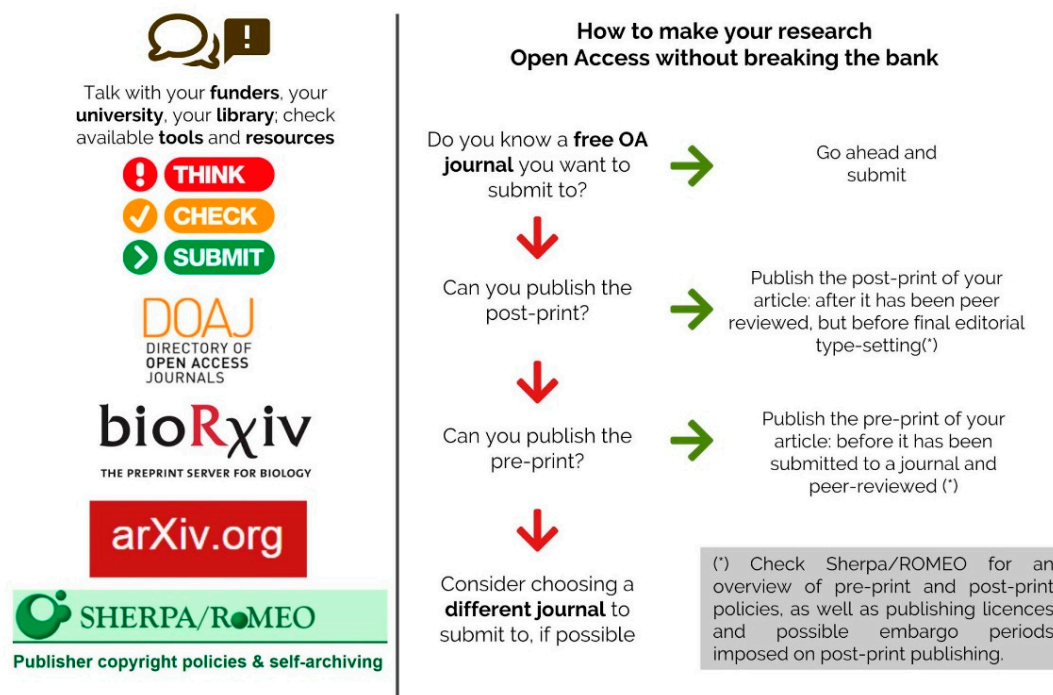 Talk with your funders, your
university, your library; check
available tools and resources
! THINK
CHECK
SUBMIT
DOAJ
DIRECTORY OF
OPEN ACCESS
JOURNALS
bioRχiv
THE PREPRINT SERVER FOR BIOLOGY
arXiv.org
SHERPA/RoMEO
Publisher copyright policies & self-archiving
How to make your research
Open Access without breaking the bank
Do you know a free OA
journal you want to
submit to?
Go ahead and
submit
Can you publish the
post-print?
Publish the post-print of your
article: after it has been peer
reviewed, but before final editorial
type-setting(*)
Can you publish the
pre-print?
Publish the pre-print of your
article: before it has been
submitted to a journal and
peer-reviewed (*)
Consider choosing a
different journal to
submit to, if possible
(*) Check Sherpa/ROMEO for an
overview of pre-print and post-print
policies, as well as publishing licences
and possible embargo periods
imposed on post-print publishing.